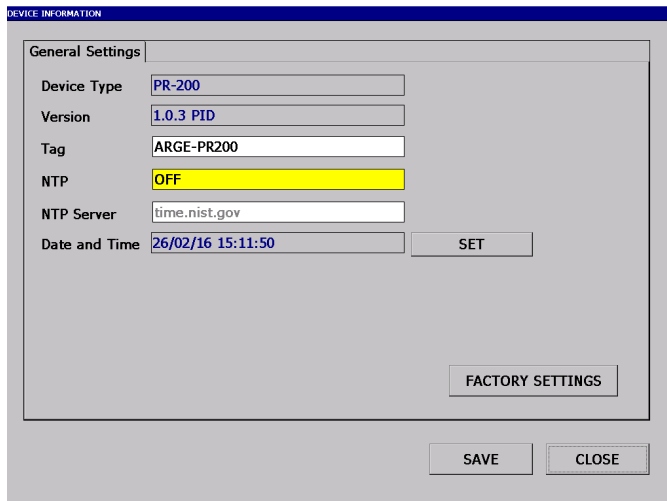 DEVICE INFORMATION
General Settings
Device Type PR-200
Version 1.0.3 PID
Tag ARGE-PR200
NTP OFF
NTP Server time.nist.gov
Date and Time 26/02/16 15:11:50 SET
FACTORY SETTINGS
SAVE CLOSE